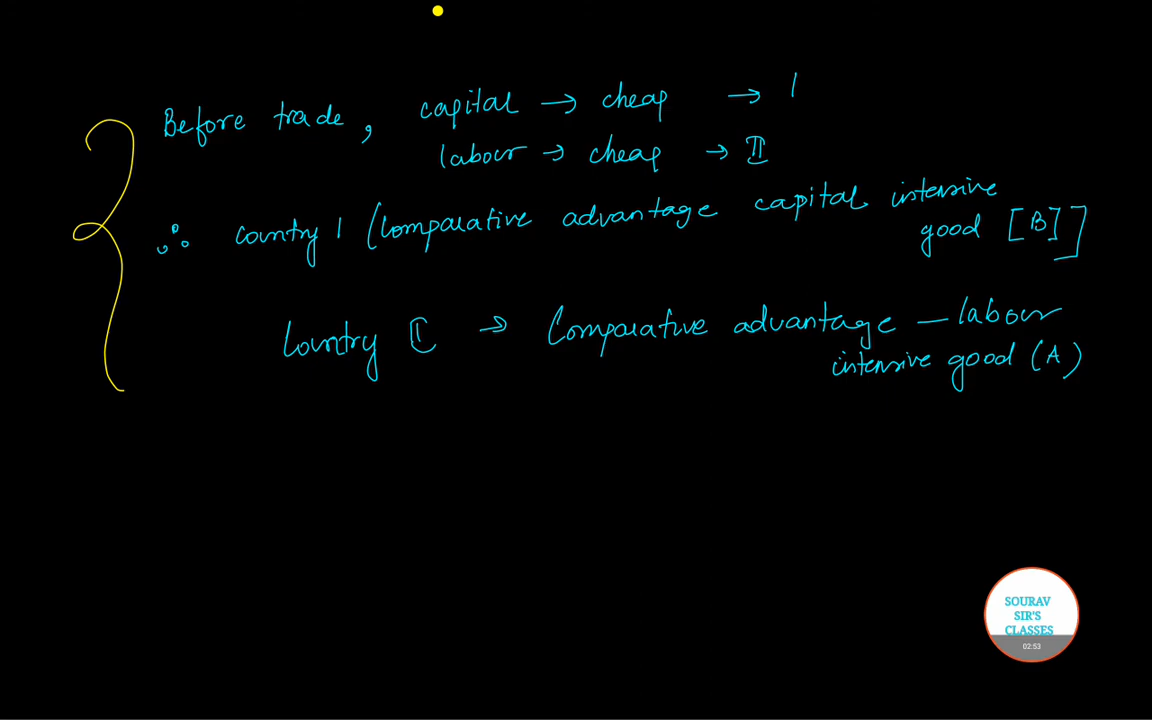 Before trade, capital → cheap → I
labour → cheap → II
∴ country I (Comparative advantage capital intensive
good [B]]
Country II → Comparative advantage – labour
intensive good (A)
SOURAV
SIR'S
CLASSES
02:53